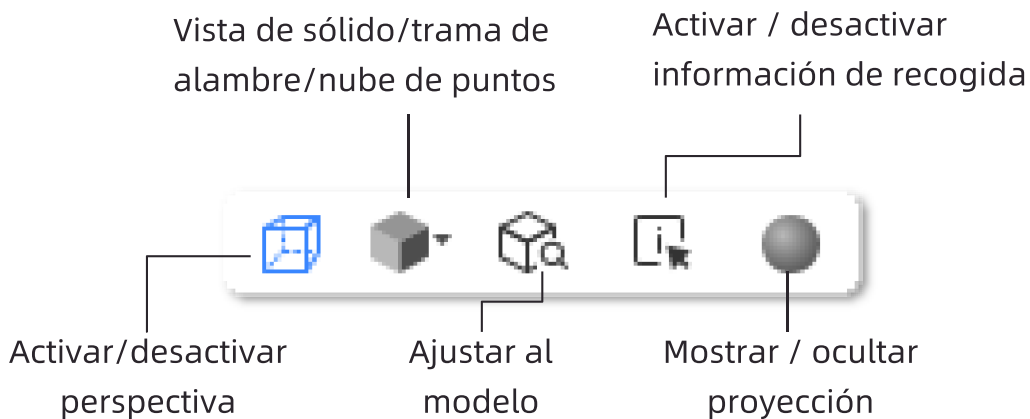 Vista de sólido/trama de
alambre/nube de puntos
Activar / desactivar
información de recogida
Activar/desactivar
perspectiva
Ajustar al
modelo
Mostrar / ocultar
proyección